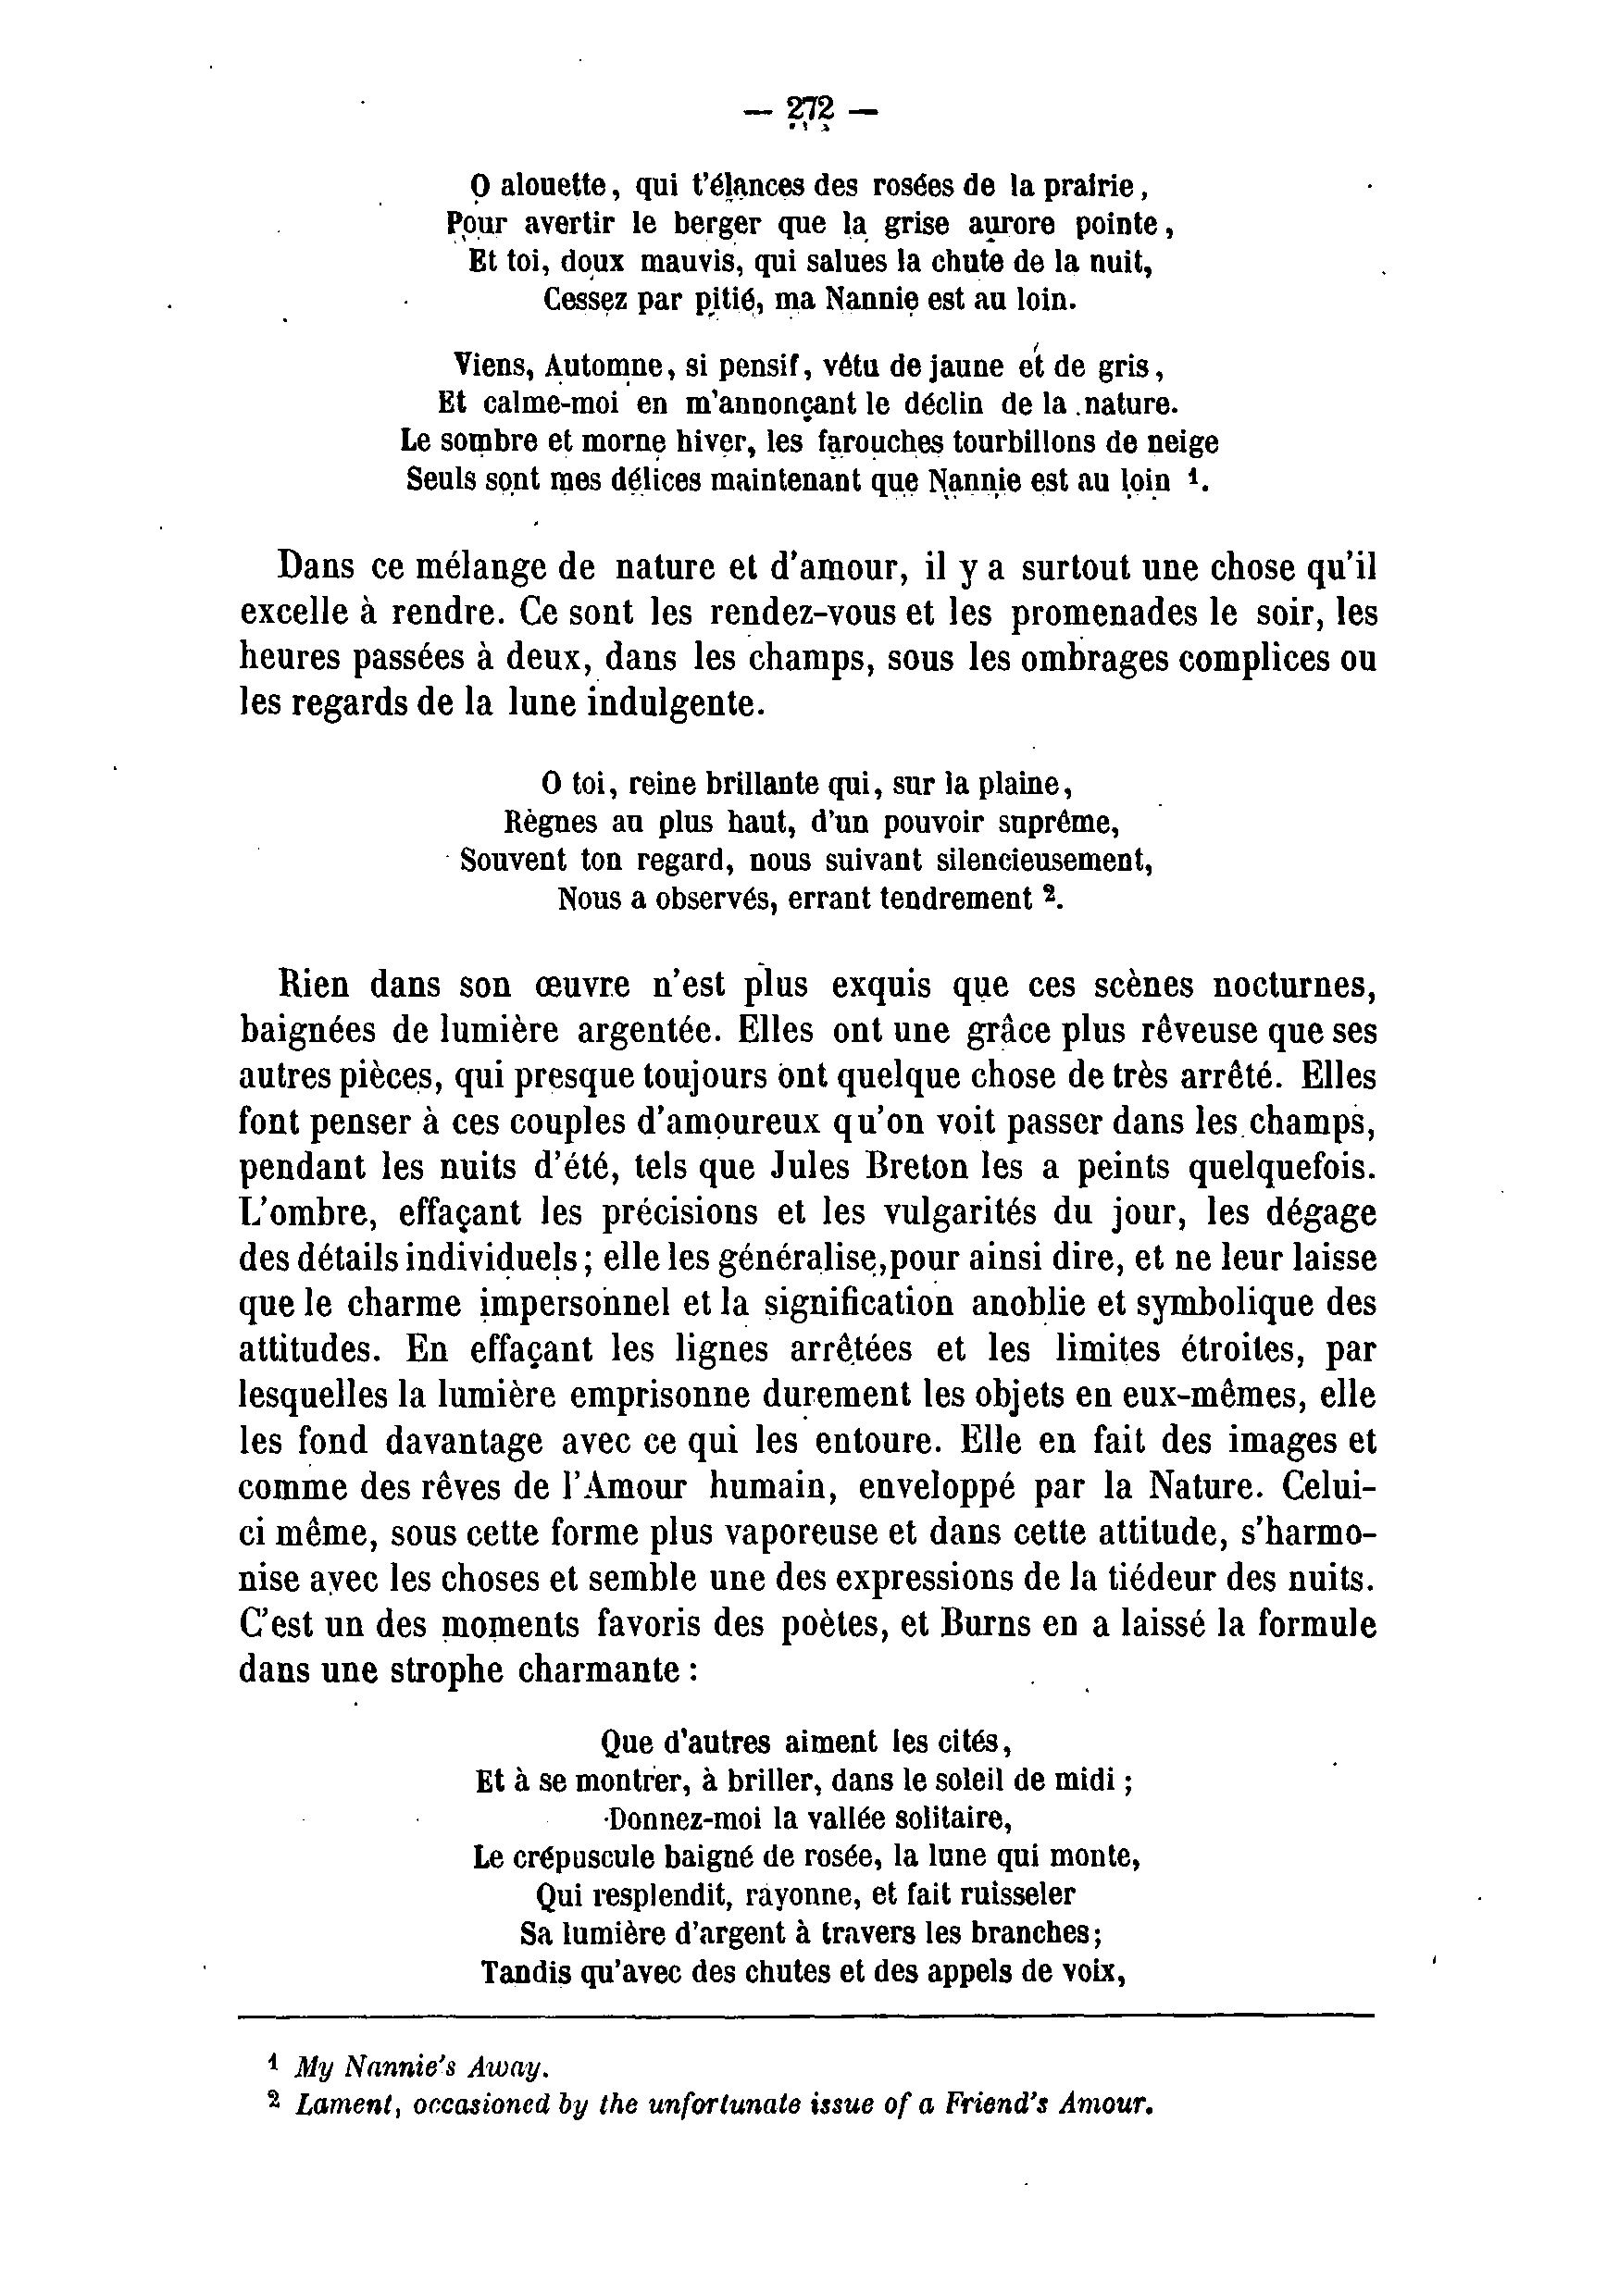 — 272 —
O alouette, qui t'élances des rosées de la prairie,
Pour avertir le berger que la grise aurore pointe,
Et toi, doux mauvis, qui salues la chute de la nuit,
Cessez par pitié, ma Nannie est au loin.
Viens, Automne, si pensif, vêtu de jaune et de gris,
Et calme-moi en m'annonçant le déclin de la nature.
Le sombre et morne hiver, les farouches tourbillons de neige
Seuls sont mes délices maintenant que Nannie est au loin ¹.
Dans ce mélange de nature et d'amour, il y a surtout une chose qu'il
excelle à rendre. Ce sont les rendez-vous et les promenades le soir, les
heures passées à deux, dans les champs, sous les ombrages complices ou
les regards de la lune indulgente.
O toi, reine brillante qui, sur la plaine,
Règnes au plus haut, d'un pouvoir suprême,
Souvent ton regard, nous suivant silencieusement,
Nous a observés, errant tendrement ².
Rien dans son œuvre n'est plus exquis que ces scènes nocturnes,
baignées de lumière argentée. Elles ont une grâce plus rêveuse que ses
autres pièces, qui presque toujours ont quelque chose de très arrêté. Elles
font penser à ces couples d'amoureux qu'on voit passer dans les champs,
pendant les nuits d'été, tels que Jules Breton les a peints quelquefois.
L'ombre, effaçant les précisions et les vulgarités du jour, les dégage
des détails individuels ; elle les généralise,pour ainsi dire, et ne leur laisse
que le charme impersonnel et la signification anoblie et symbolique des
attitudes. En effaçant les lignes arrêtées et les limites étroites, par
lesquelles la lumière emprisonne durement les objets en eux-mêmes, elle
les fond davantage avec ce qui les entoure. Elle en fait des images et
comme des rêves de l'Amour humain, enveloppé par la Nature. Celui-
ci même, sous cette forme plus vaporeuse et dans cette attitude, s'harmo-
nise avec les choses et semble une des expressions de la tiédeur des nuits.
C'est un des moments favoris des poètes, et Burns en a laissé la formule
dans une strophe charmante :
Que d'autres aiment les cités,
Et à se montrer, à briller, dans le soleil de midi ;
Donnez-moi la vallée solitaire,
Le crépuscule baigné de rosée, la lune qui monte,
Qui resplendit, rayonne, et fait ruisseler
Sa lumière d'argent à travers les branches;
Tandis qu'avec des chutes et des appels de voix,
¹ My Nannie's Away.
² Lament, occasioned by the unfortunate issue of a Friend's Amour.